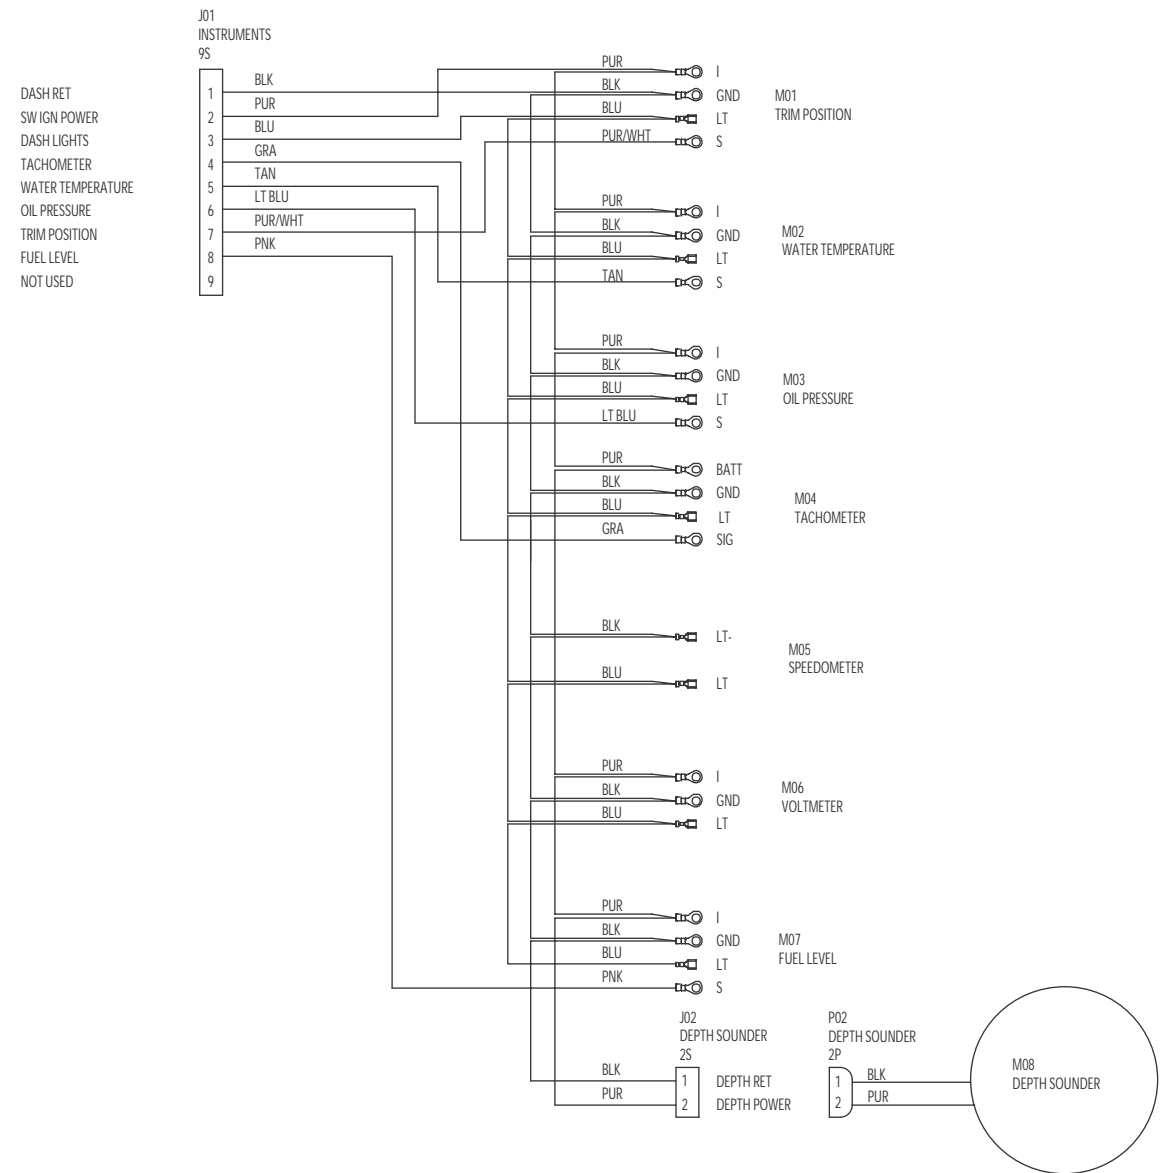 J01
INSTRUMENTS
9S
DASH RET
1
BLK
SW IGN POWER
2
PUR
DASH LIGHTS
3
BLU
TACHOMETER
4
GRA
WATER TEMPERATURE
5
TAN
OIL PRESSURE
6
LT BLU
TRIM POSITION
7
PUR/WHT
FUEL LEVEL
8
PNK
NOT USED
9
PUR
I
BLK
GND
BLU
LT
PUR/WHT
S
M01
TRIM POSITION
PUR
I
BLK
GND
BLU
LT
TAN
S
M02
WATER TEMPERATURE
PUR
I
BLK
GND
BLU
LT
LT BLU
S
M03
OIL PRESSURE
PUR
BATT
BLK
GND
BLU
LT
GRA
SIG
M04
TACHOMETER
BLK
LT-
BLU
LT
M05
SPEEDOMETER
PUR
I
BLK
GND
BLU
LT
M06
VOLTMETER
PUR
I
BLK
GND
BLU
LT
PNK
S
M07
FUEL LEVEL
J02
DEPTH SOUNDER
2S
BLK
1
DEPTH RET
PUR
2
DEPTH POWER
P02
DEPTH SOUNDER
2P
1
BLK
2
PUR
M08
DEPTH SOUNDER